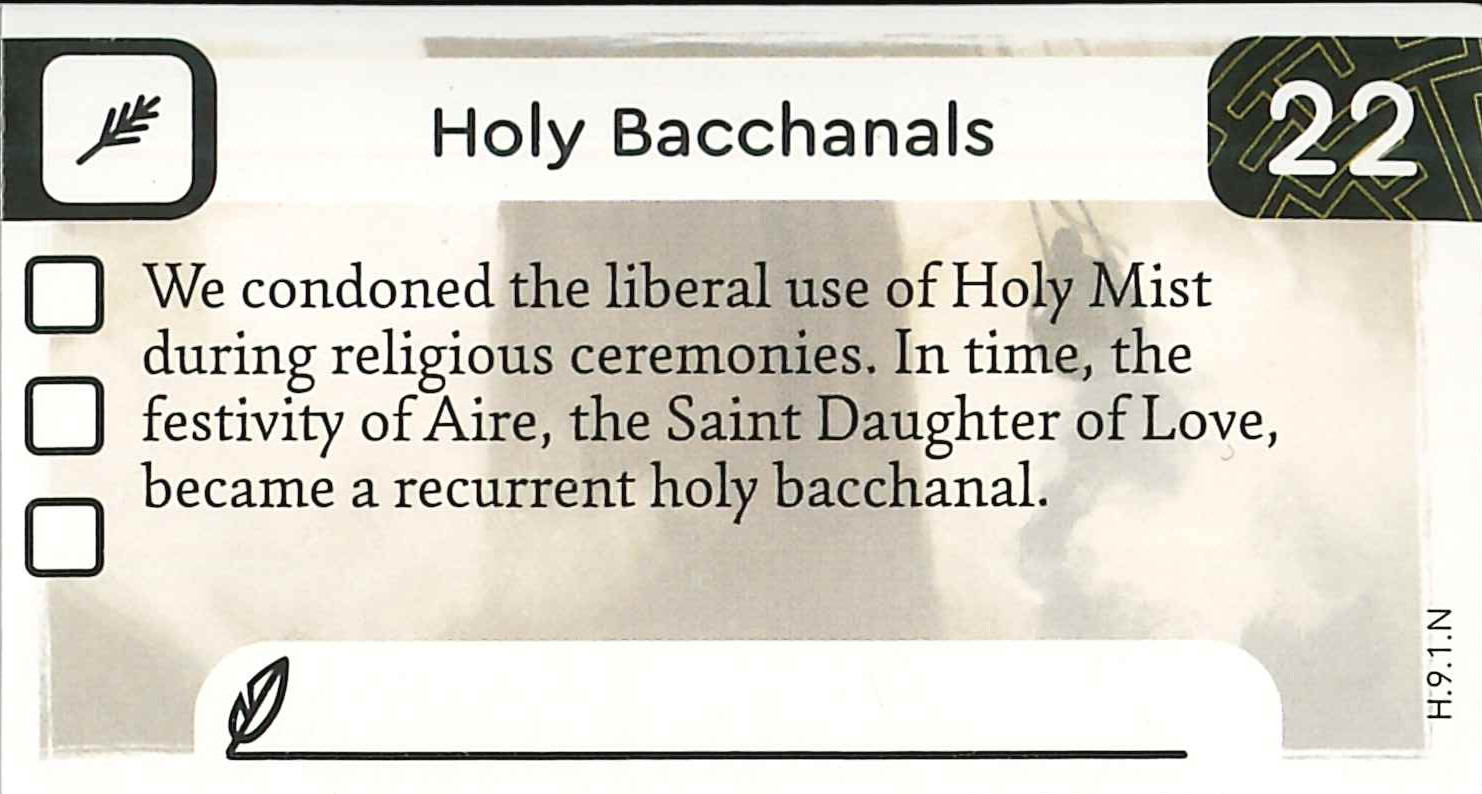 Holy Bacchanals
22
We condoned the liberal use of Holy Mist
during religious ceremonies. In time, the
festivity of Aire, the Saint Daughter of Love,
became a recurrent holy bacchanal.
H.9.1.N